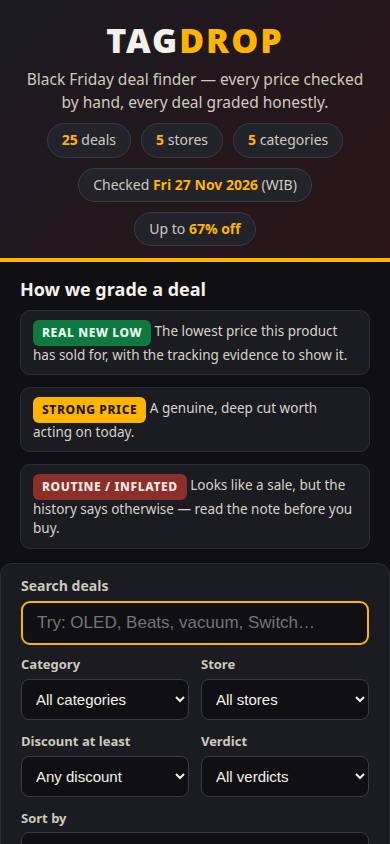 TAGDROP
Black Friday deal finder — every price checked
by hand, every deal graded honestly.
25 deals
5 stores
5 categories
Checked Fri 27 Nov 2026 (WIB)
Up to 67% off
How we grade a deal
REAL NEW LOW The lowest price this product
has sold for, with the tracking evidence to show it.
STRONG PRICE A genuine, deep cut worth
acting on today.
ROUTINE / INFLATED Looks like a sale, but the
history says otherwise — read the note before you
buy.
Search deals
Try: OLED, Beats, vacuum, Switch…
Category
Store
All categories
All stores
Discount at least
Verdict
Any discount
All verdicts
Sort by